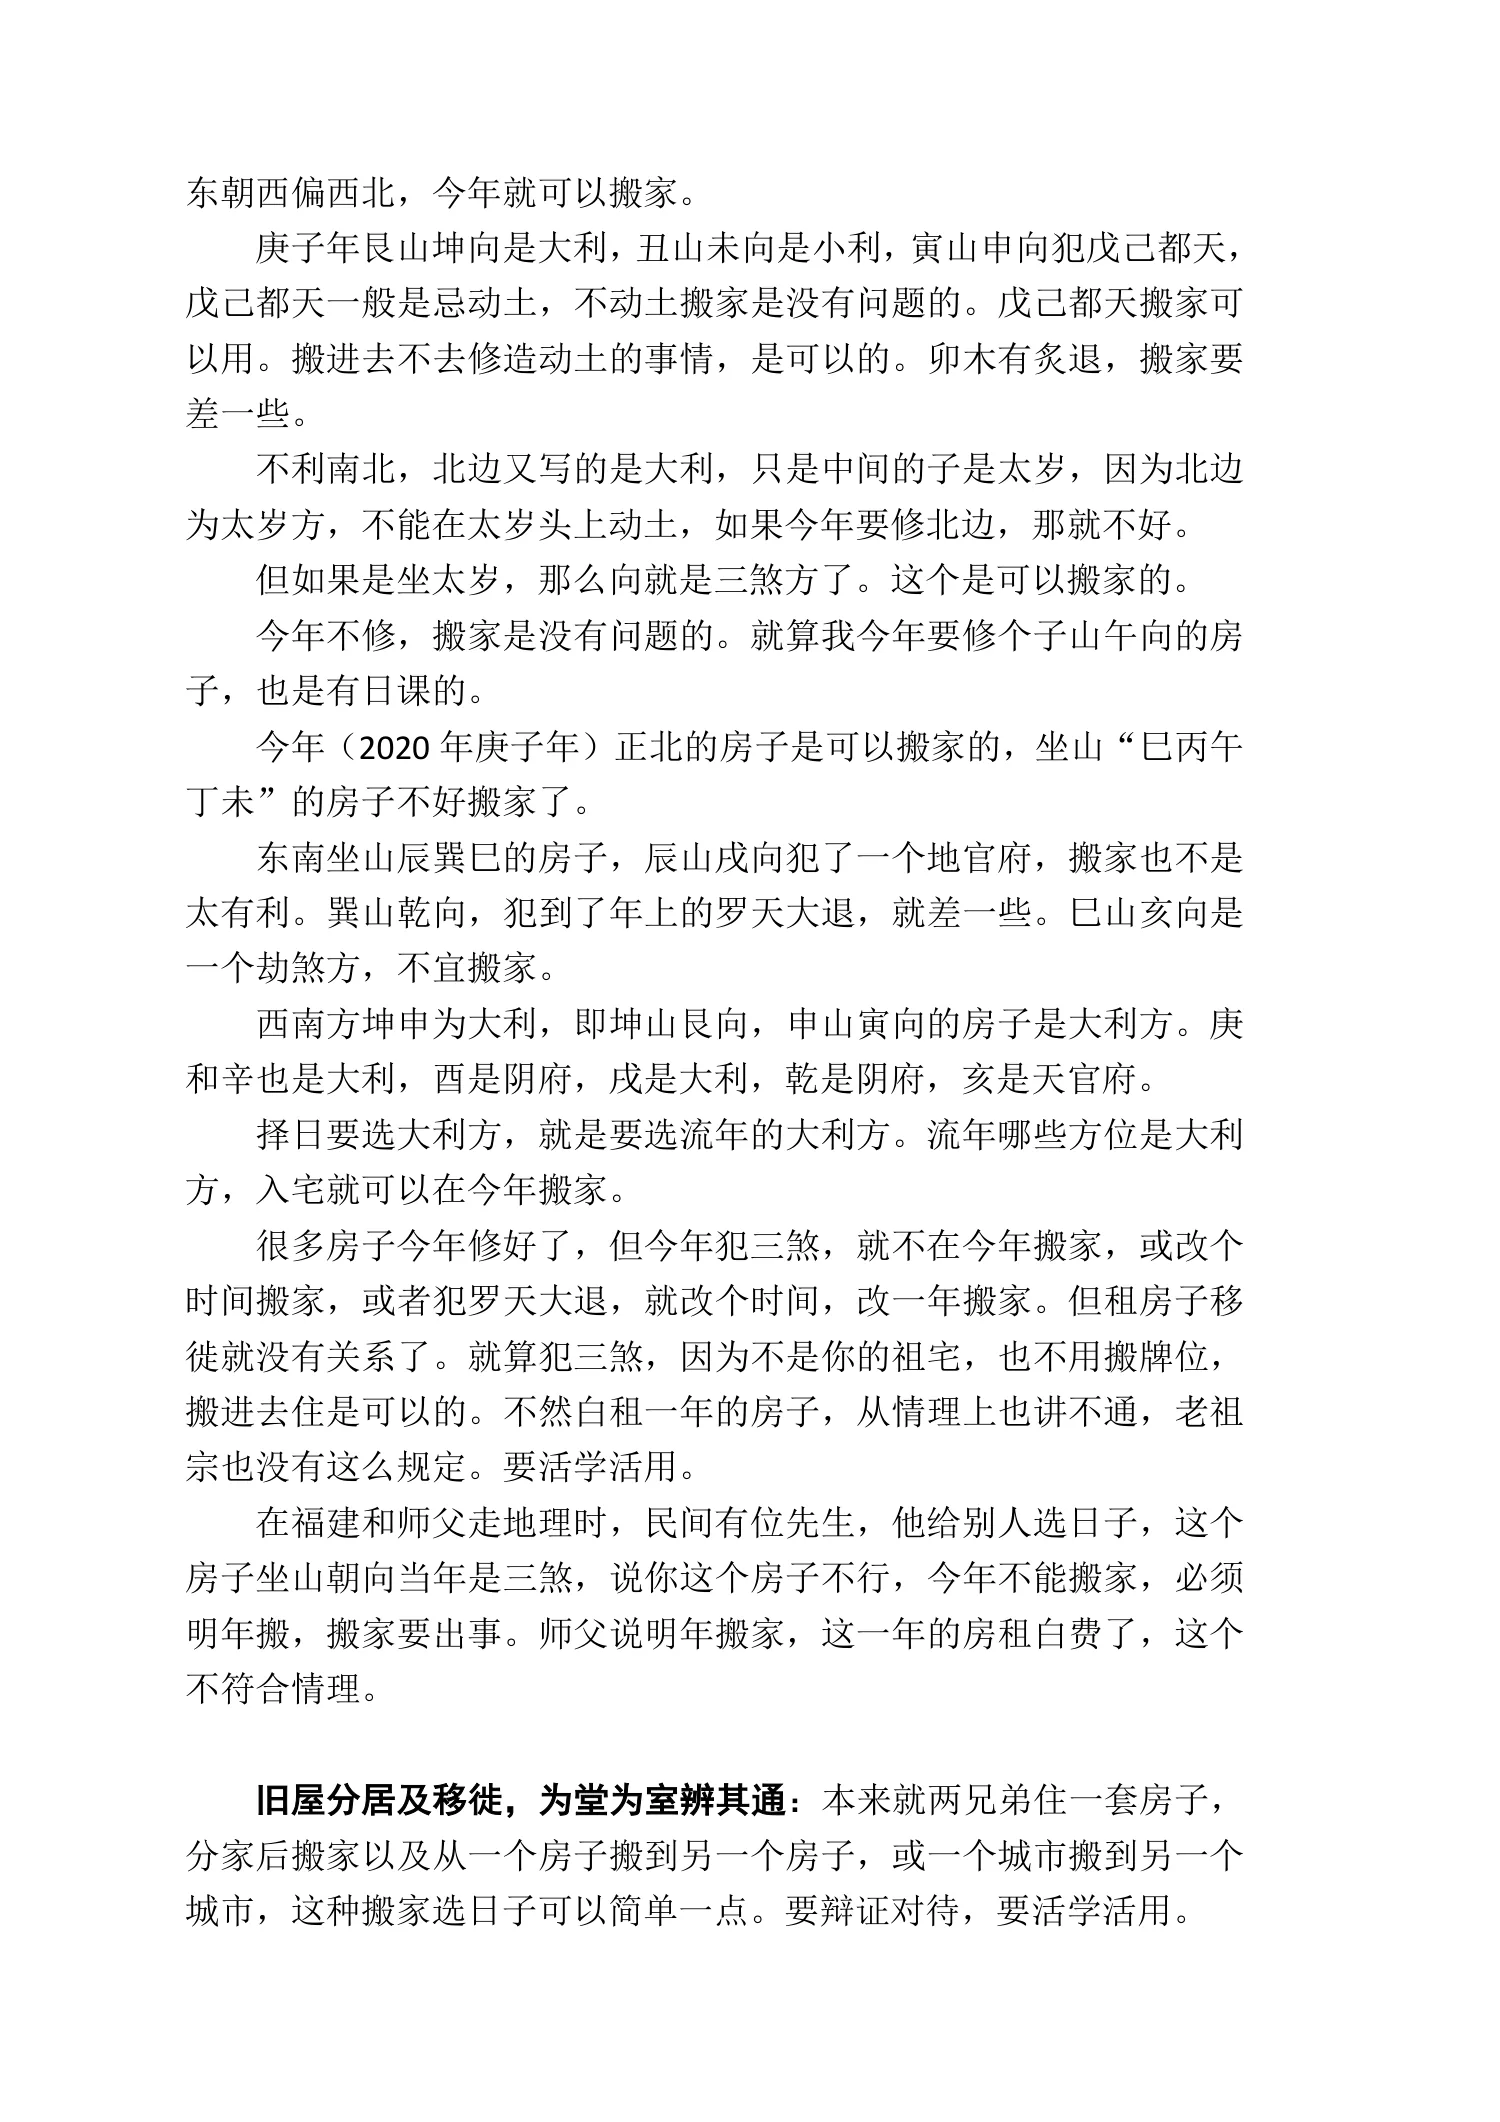 东朝西偏西北，今年就可以搬家。
庚子年艮山坤向是大利，丑山未向是小利，寅山申向犯戊己都天，
戊己都天一般是忌动土，不动土搬家是没有问题的。戊己都天搬家可
以用。搬进去不去修造动土的事情，是可以的。卯木有炙退，搬家要
差一些。
不利南北，北边又写的是大利，只是中间的子是太岁，因为北边
为太岁方，不能在太岁头上动土，如果今年要修北边，那就不好。
但如果是坐太岁，那么向就是三煞方了。这个是可以搬家的。
今年不修，搬家是没有问题的。就算我今年要修个子山午向的房
子，也是有日课的。
今年（2020 年庚子年）正北的房子是可以搬家的，坐山“巳丙午
丁未”的房子不好搬家了。
东南坐山辰巽巳的房子，辰山戌向犯了一个地官府，搬家也不是
太有利。巽山乾向，犯到了年上的罗天大退，就差一些。巳山亥向是
一个劫煞方，不宜搬家。
西南方坤申为大利，即坤山艮向，申山寅向的房子是大利方。庚
和辛也是大利，酉是阴府，戌是大利，乾是阴府，亥是天官府。
择日要选大利方，就是要选流年的大利方。流年哪些方位是大利
方，入宅就可以在今年搬家。
很多房子今年修好了，但今年犯三煞，就不在今年搬家，或改个
时间搬家，或者犯罗天大退，就改个时间，改一年搬家。但租房子移
徙就没有关系了。就算犯三煞，因为不是你的祖宅，也不用搬牌位，
搬进去住是可以的。不然白租一年的房子，从情理上也讲不通，老祖
宗也没有这么规定。要活学活用。
在福建和师父走地理时，民间有位先生，他给别人选日子，这个
房子坐山朝向当年是三煞，说你这个房子不行，今年不能搬家，必须
明年搬，搬家要出事。师父说明年搬家，这一年的房租白费了，这个
不符合情理。
旧屋分居及移徙，为堂为室辨其通：本来就两兄弟住一套房子，
分家后搬家以及从一个房子搬到另一个房子，或一个城市搬到另一个
城市，这种搬家选日子可以简单一点。要辩证对待，要活学活用。